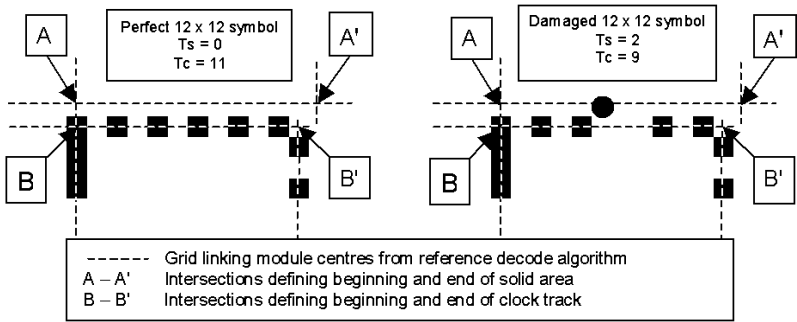 Perfect 12 x 12 symbol
Ts = 0
Tc = 11
A
A'
B
B'
Damaged 12 x 12 symbol
Ts = 2
Tc = 9
A
A'
B
B'
Grid linking module centres from reference decode algorithm
A – A' Intersections defining beginning and end of solid area
B – B' Intersections defining beginning and end of clock track